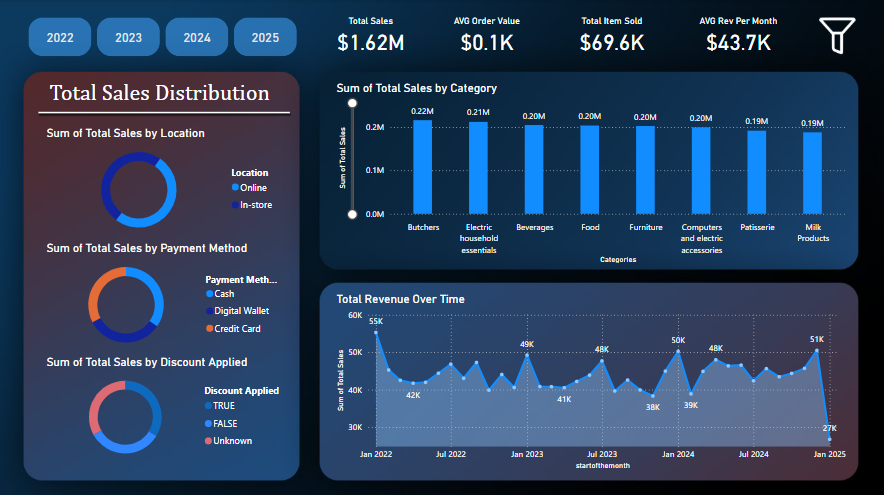 2022 2023 2024 2025
Total Sales
$1.62M
AVG Order Value
$0.1K
Total Item Sold
$69.6K
AVG Rev Per Month
$43.7K
Total Sales Distribution
Sum of Total Sales by Location
Location
Online
In-store
Sum of Total Sales by Payment Method
Payment Meth...
Cash
Digital Wallet
Credit Card
Sum of Total Sales by Discount Applied
Discount Applied
TRUE
FALSE
Unknown
Sum of Total Sales by Category
Sum of Total Sales
0.2M
0.1M
0.0M
0.22M 0.21M 0.20M 0.20M 0.20M 0.20M 0.19M 0.19M
Butchers
Electric
household
essentials
Beverages
Food
Furniture
Computers
and electric
accessories
Patisserie
Milk
Products
Categories
Total Revenue Over Time
Sum of Total Sales
60K
50K
40K
30K
55K
42K
49K
41K
48K
38K
50K
39K
48K
51K
27K
Jan 2022 Jul 2022 Jan 2023 Jul 2023 Jan 2024 Jul 2024 Jan 2025
startofthemonth